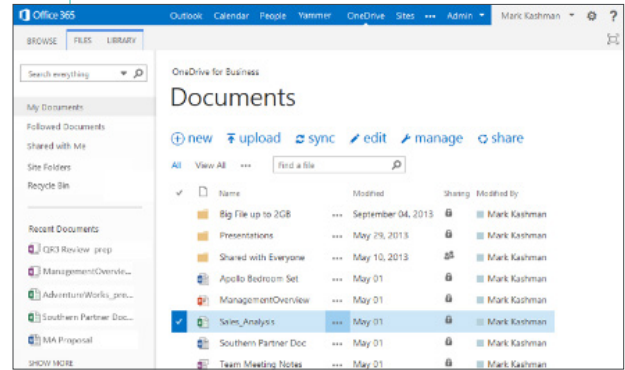 Office 365 Outlook Calendar People Yammer OneDrive Sites ••• Admin Mark Kashman ?
BROWSE FILES LIBRARY
Search everything
OneDrive for Business
Documents
My Documents
Followed Documents
Shared with Me
Site Folders
Recycle Bin
new upload sync edit manage share
All View All ••• Find a file
Name Modified Sharing Modified By
Big File up to 2GB ••• September 04, 2013 Mark Kashman
Presentations ••• May 29, 2013 Mark Kashman
Shared with Everyone ••• May 10, 2013 Mark Kashman
Apollo Bedroom Set ••• May 01 Mark Kashman
ManagementOverview ••• May 01 Mark Kashman
Sales_Analysis ••• May 01 Mark Kashman
Southern Partner Doc ••• May 01 Mark Kashman
Team Meeting Notes ••• May 01 Mark Kashman
Recent Documents
QR3 Review prep
ManagementOvervie...
AdventureWorks_pre...
Southern Partner Doc...
MA Proposal
SHOW MORE